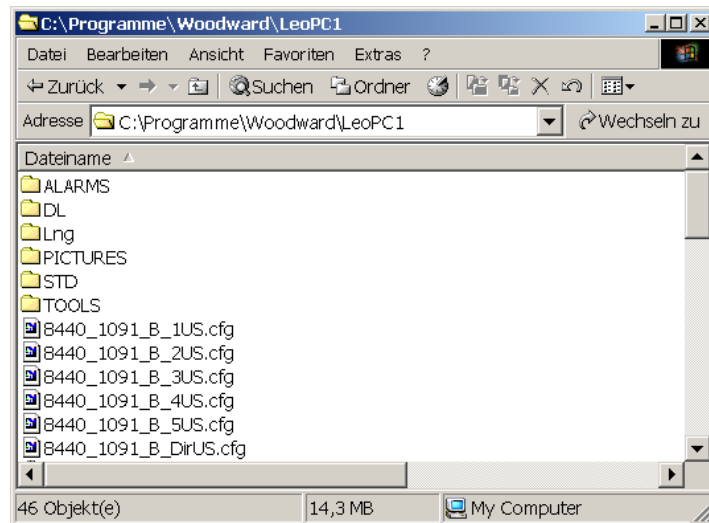 C:\Programme\Woodward\LeoPC1
Datei Bearbeiten Ansicht Favoriten Extras ?
Zurück Suchen Ordner
Adresse C:\Programme\Woodward\LeoPC1 Wechseln zu
Dateiname
ALARMS
DL
Lng
PICTURES
STD
TOOLS
8440_1091_B_1US.cfg
8440_1091_B_2US.cfg
8440_1091_B_3US.cfg
8440_1091_B_4US.cfg
8440_1091_B_5US.cfg
8440_1091_B_DirUS.cfg
46 Objekt(e) 14,3 MB My Computer